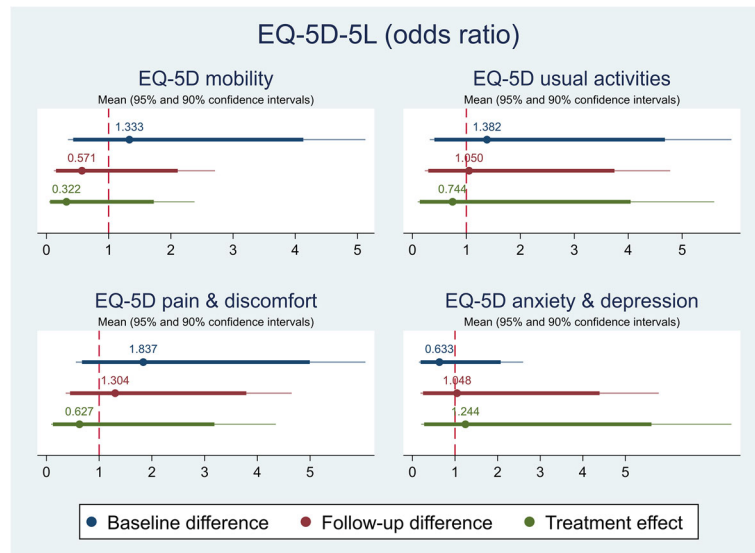 EQ-5D-5L (odds ratio)
EQ-5D mobility
Mean (95% and 90% confidence intervals)
1.333
0.571
0.322
0 1 2 3 4 5
EQ-5D usual activities
Mean (95% and 90% confidence intervals)
1.382
1.050
0.744
0 1 2 3 4 5
EQ-5D pain & discomfort
Mean (95% and 90% confidence intervals)
1.837
1.304
0.627
0 1 2 3 4 5
EQ-5D anxiety & depression
Mean (95% and 90% confidence intervals)
0.633
1.048
1.244
0 1 2 3 4 5
Baseline difference Follow-up difference Treatment effect